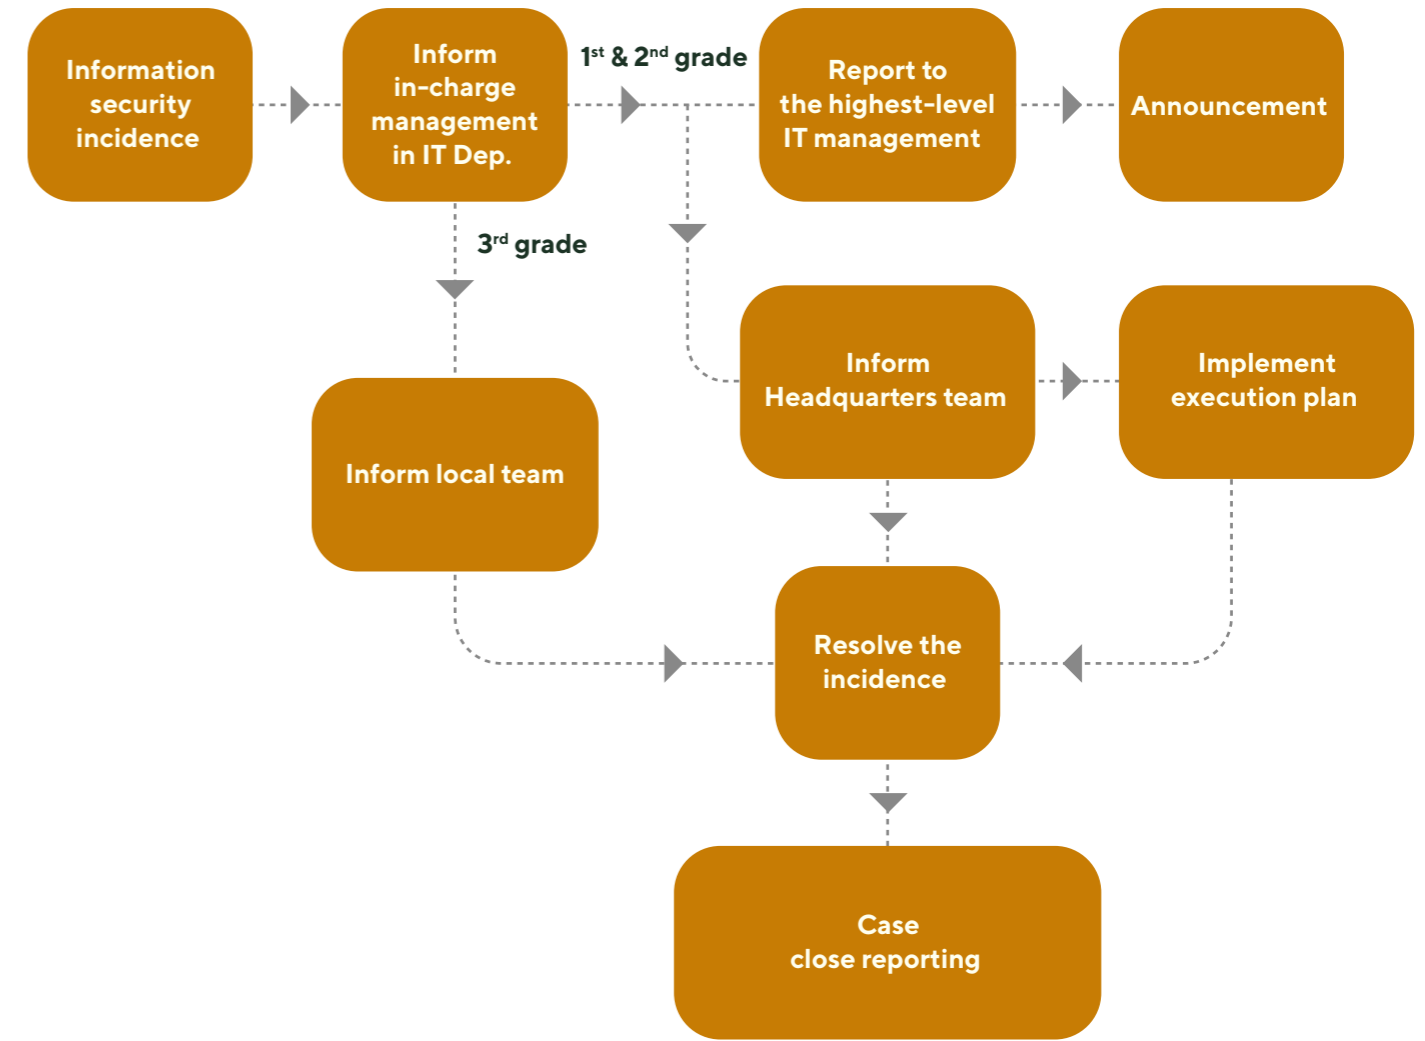 Information
security
incidence
Inform
in-charge
management
in IT Dep.
1st & 2nd grade
Report to
the highest-level
IT management
Announcement
3rd grade
Inform
Headquarters team
Implement
execution plan
Inform local team
Resolve the
incidence
Case
close reporting